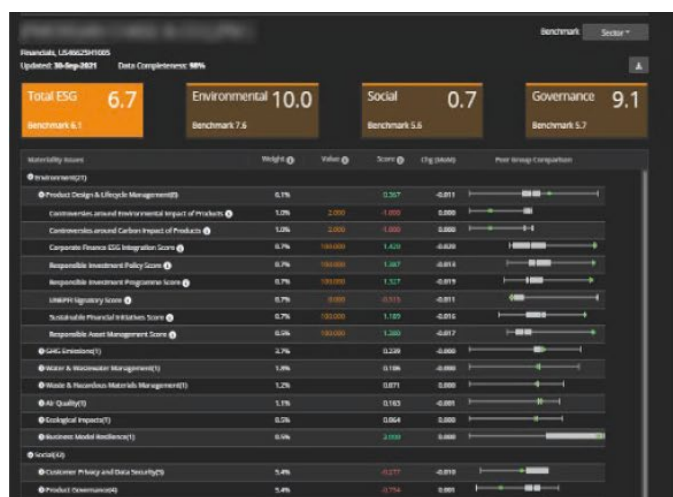 Benchmark Sector
Financials, US46625H1005
Updated: 30-Sep-2021 Data Completeness: 98%
Total ESG 6.7
Benchmark 6.1
Environmental 10.0
Benchmark 7.6
Social 0.7
Benchmark 5.6
Governance 9.1
Benchmark 5.7
Materiality Issues Weight Value Score Chg (MoM) Peer Group Comparison
Environment(21)
Product Design & Lifecycle Management(8) 6.1% 0.367 -0.011
Controversies around Environmental Impact of Products 1.0% 2.000 -1.000 0.000
Controversies around Carbon Impact of Products 1.0% 2.000 -1.000 0.000
Corporate Finance ESG Integration Score 0.7% 100.000 1.420 -0.020
Responsible Investment Policy Score 0.7% 100.000 -0.013
Responsible Investment Programme Score 0.7% 100.000 1.327 -0.019
UNEPFI Signatory Score 0.7% 0.000 -0.011
Sustainable Financial Initiatives Score 0.7% 100.000 1.189 -0.016
Responsible Asset Management Score 0.5% 100.000 -0.017
GHG Emissions(1) 3.7% 0.239 -0.000
Water & Wastewater Management(1) 1.8% 0.106 -0.000
Waste & Hazardous Materials Management(1) 1.2% 0.071 0.000
Air Quality(1) 1.1% 0.163 -0.001
Ecological Impacts(1) 0.5% 0.064 0.000
Business Model Resilience(1) 0.5% 0.000
Social(32)
Customer Privacy and Data Security(5) 5.4% -0.277 -0.010
Product Governance(4) 5.4% -0.754 0.001